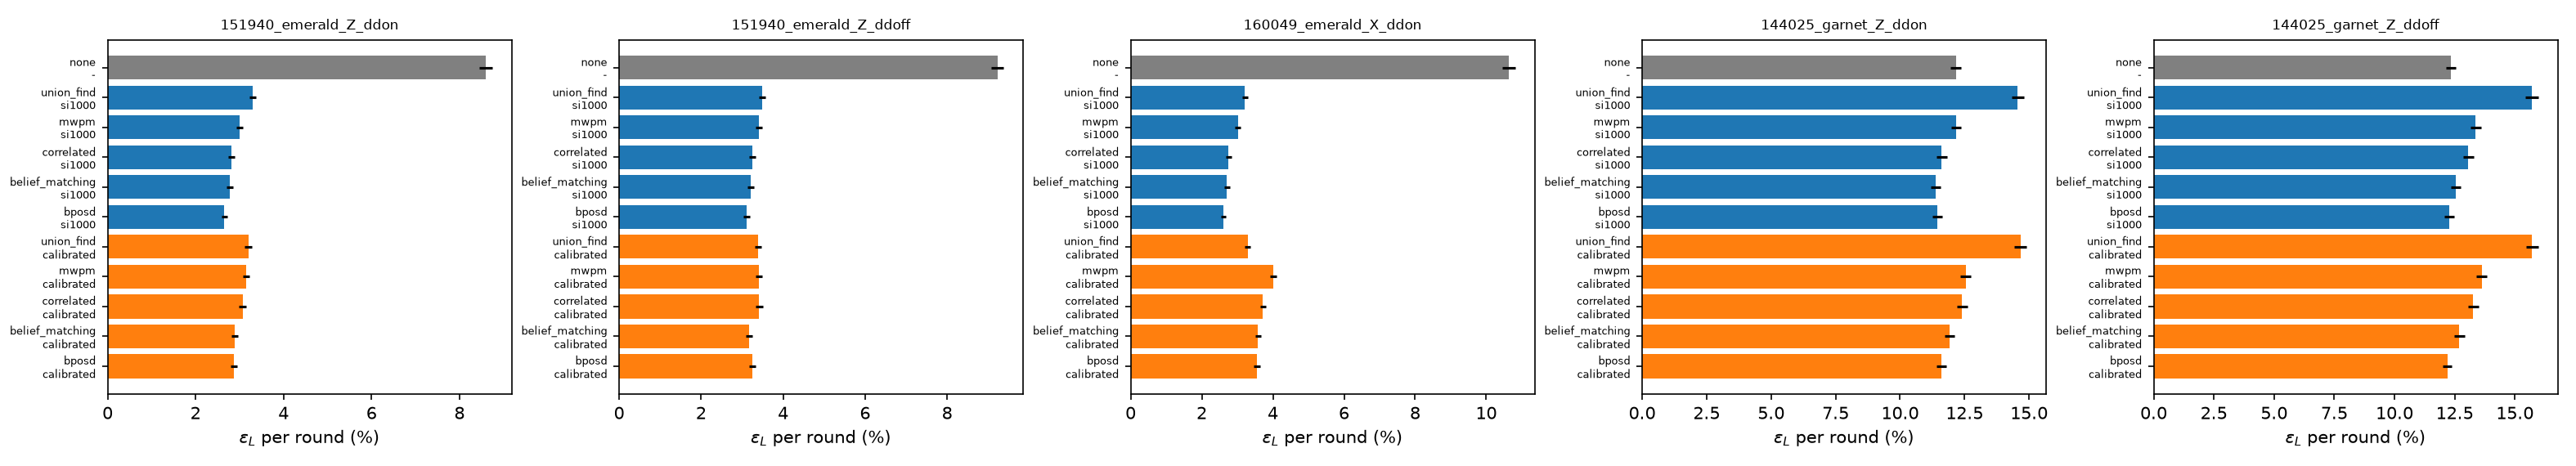 151940_emerald_Z_ddon
none
-
union_find
si1000
mwpm
si1000
correlated
si1000
belief_matching
si1000
bposd
si1000
union_find
calibrated
mwpm
calibrated
correlated
calibrated
belief_matching
calibrated
bposd
calibrated
0 2 4 6 8
ε_L per round (%)
151940_emerald_Z_ddoff
none
-
union_find
si1000
mwpm
si1000
correlated
si1000
belief_matching
si1000
bposd
si1000
union_find
calibrated
mwpm
calibrated
correlated
calibrated
belief_matching
calibrated
bposd
calibrated
0 2 4 6 8
ε_L per round (%)
160049_emerald_X_ddon
none
-
union_find
si1000
mwpm
si1000
correlated
si1000
belief_matching
si1000
bposd
si1000
union_find
calibrated
mwpm
calibrated
correlated
calibrated
belief_matching
calibrated
bposd
calibrated
0 2 4 6 8 10
ε_L per round (%)
144025_garnet_Z_ddon
none
-
union_find
si1000
mwpm
si1000
correlated
si1000
belief_matching
si1000
bposd
si1000
union_find
calibrated
mwpm
calibrated
correlated
calibrated
belief_matching
calibrated
bposd
calibrated
0.0 2.5 5.0 7.5 10.0 12.5 15.0
ε_L per round (%)
144025_garnet_Z_ddoff
none
-
union_find
si1000
mwpm
si1000
correlated
si1000
belief_matching
si1000
bposd
si1000
union_find
calibrated
mwpm
calibrated
correlated
calibrated
belief_matching
calibrated
bposd
calibrated
0.0 2.5 5.0 7.5 10.0 12.5 15.0
ε_L per round (%)